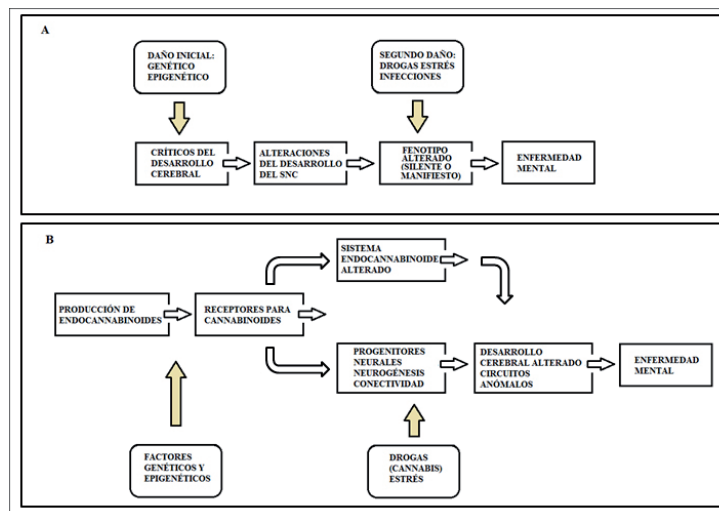 A
DAÑO INICIAL:
GENÉTICO
EPIGENÉTICO
SEGUNDO DAÑO:
DROGAS ESTRÉS
INFECCIONES
CRÍTICOS DEL
DESARROLLO
CEREBRAL
ALTERACIONES
DEL DESARROLLO
DEL SNC
FENOTIPO
ALTERADO
(SILENTE O
MANIFIESTO)
ENFERMEDAD
MENTAL
B
SISTEMA
ENDOCANNABINOIDE
ALTERADO
PRODUCCIÓN DE
ENDOCANNABINOIDES
RECEPTORES PARA
CANNABINOIDES
PROGENITORES
NEURALES
NEUROGÉNESIS
CONECTIVIDAD
DESARROLLO
CEREBRAL ALTERADO
CIRCUITOS
ANÓMALOS
ENFERMEDAD
MENTAL
FACTORES
GENÉTICOS Y
EPIGENÉTICOS
DROGAS
(CANNABIS)
ESTRÉS